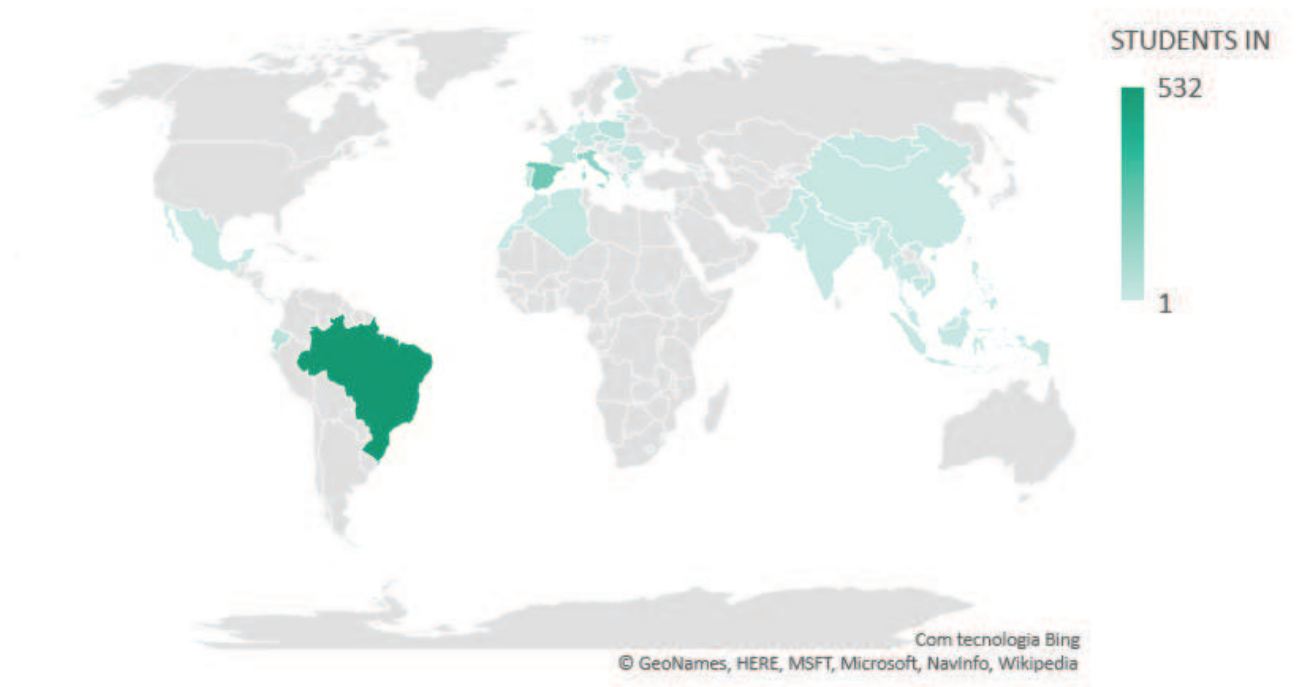 STUDENTS IN
532
1
Com tecnologia Bing
© GeoNames, HERE, MSFT, Microsoft, NavInfo, Wikipedia